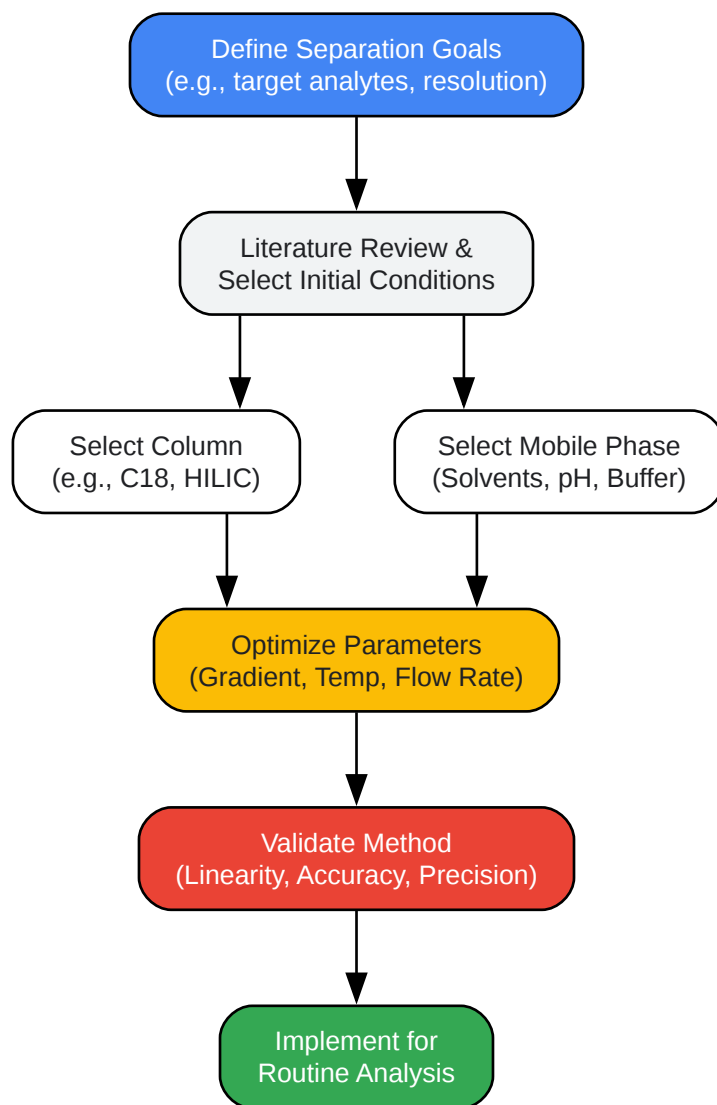 Define Separation Goals
(e.g., target analytes, resolution)
Literature Review &
Select Initial Conditions
Select Column
(e.g., C18, HILIC)
Select Mobile Phase
(Solvents, pH, Buffer)
Optimize Parameters
(Gradient, Temp, Flow Rate)
Validate Method
(Linearity, Accuracy, Precision)
Implement for
Routine Analysis